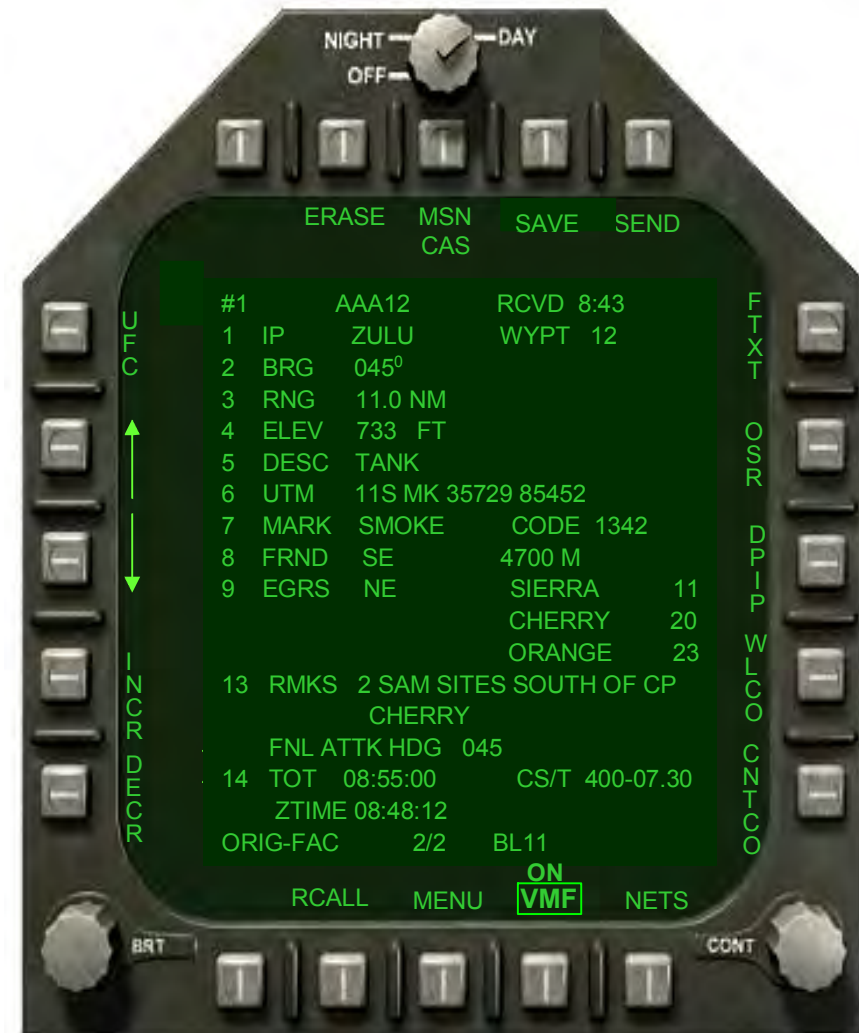 NIGHT DAY
OFF
ERASE MSN SAVE SEND
CAS
#1 AAA12 RCVD 8:43
1 IP ZULU WYPT 12
2 BRG 045⁰
3 RNG 11.0 NM
4 ELEV 733 FT
5 DESC TANK
6 UTM 11S MK 35729 85452
7 MARK SMOKE CODE 1342
8 FRND SE 4700 M
9 EGRS NE SIERRA 11
CHERRY 20
ORANGE 23
13 RMKS 2 SAM SITES SOUTH OF CP
CHERRY
FNL ATTK HDG 045
14 TOT 08:55:00 CS/T 400-07.30
ZTIME 08:48:12
ORIG-FAC 2/2 BL11
UFC
INCR
DECR
FTXT
OSR
DPIP
WLCO
CNTCO
ON
RCALL MENU VMF NETS
BRT CONT